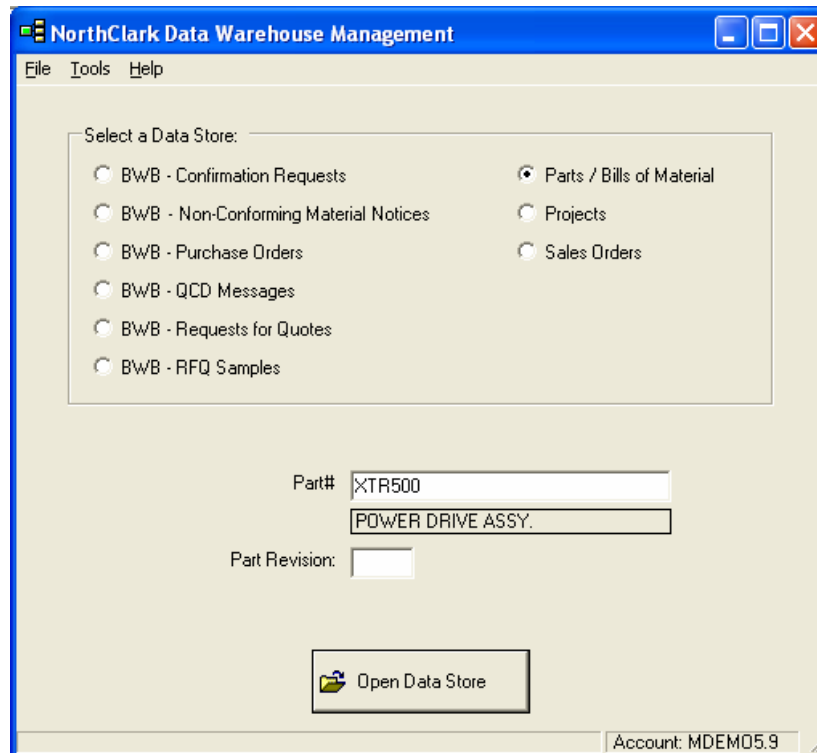 NorthClark Data Warehouse Management
File Tools Help
Select a Data Store:
BWB - Confirmation Requests
BWB - Non-Conforming Material Notices
BWB - Purchase Orders
BWB - QCD Messages
BWB - Requests for Quotes
BWB - RFQ Samples
Parts / Bills of Material
Projects
Sales Orders
Part# XTR500
POWER DRIVE ASSY.
Part Revision:
Open Data Store
Account: MDEMO5.9